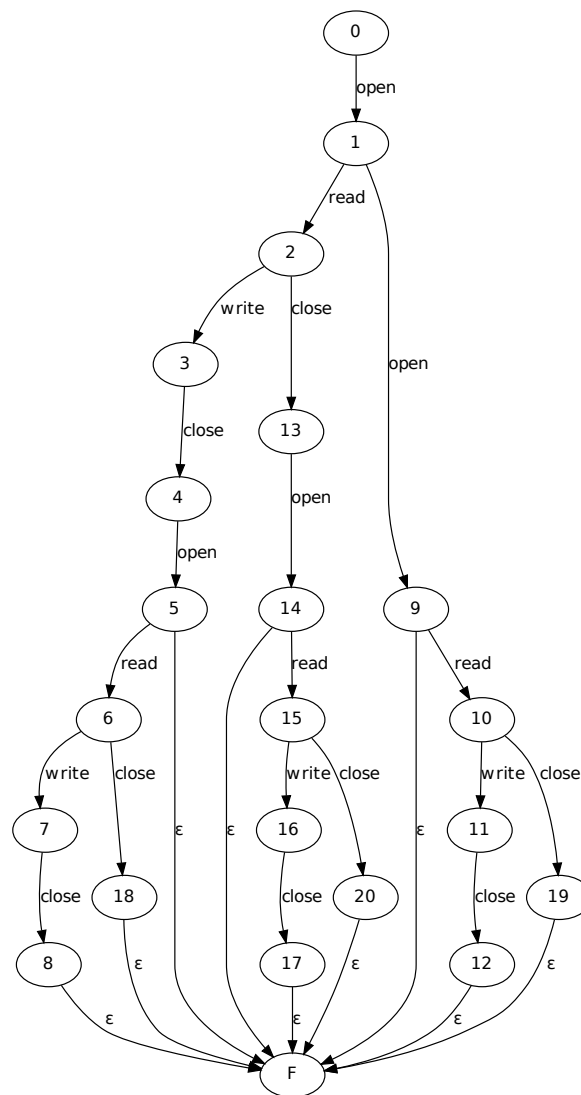 0
open
1
read
2
write
close
open
3
close
13
4
open
open
5
14
9
read
read
read
6
15
10
write
close
write
close
write
close
7
ε
ε
16
ε
11
close
18
close
20
close
19
8
17
12
ε
ε
ε
ε
ε
ε
F